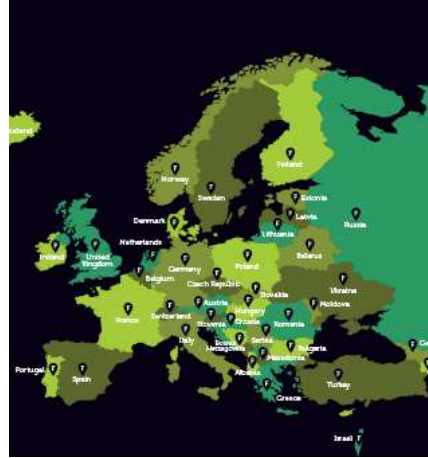 Iceland
Norway
Finland
Sweden
Estonia
Latvia
Russia
Denmark
Lithuania
Netherlands
Ireland
United
Kingdom
Belarus
Germany
Poland
Belgium
Czech Republic
Ukraine
Slovakia
Austria
Moldova
Hungary
France
Switzerland
Slovenia
Croatia
Romania
Italy
Bosnia
Herzegovina
Serbia
Bulgaria
Macedonia
Portugal
Spain
Albania
Turkey
Greece
Israel